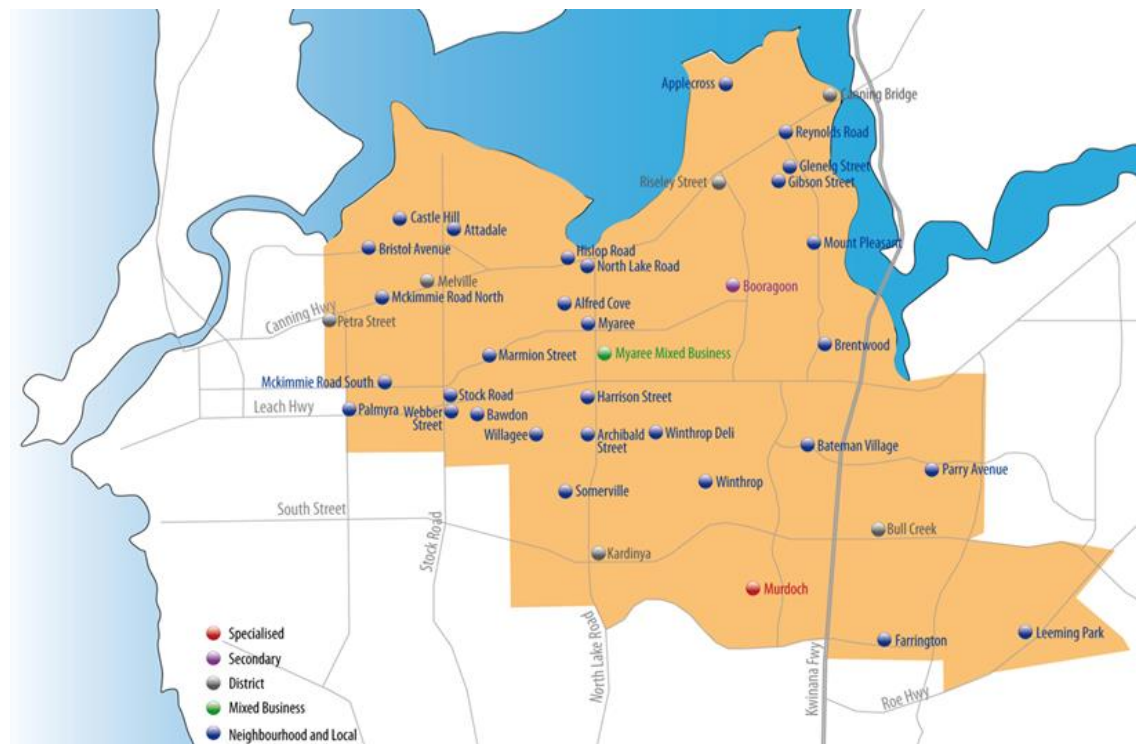 Applecross
Canning Bridge
Reynolds Road
Glenelg Street
Gibson Street
Riseley Street
Castle Hill
Attadale
Bristol Avenue
Mount Pleasant
Hislop Road
North Lake Road
Melville
Booragoon
Mckimmie Road North
Alfred Cove
Canning Hwy
Petra Street
Myaree
Marmion Street
Myaree Mixed Business
Brentwood
Mckimmie Road South
Stock Road
Harrison Street
Leach Hwy
Palmyra
Webber
Street
Bawdon
Willagee
Archibald
Street
Winthrop Deli
Bateman Village
Parry Avenue
Somerville
Winthrop
South Street
Stock Road
Bull Creek
Kardinya
Murdoch
North Lake Road
Kwinana Fwy
Farrington
Leeming Park
Roe Hwy
Specialised
Secondary
District
Mixed Business
Neighbourhood and Local